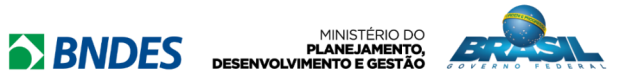 BNDES
MINISTÉRIO DO
PLANEJAMENTO,
DESENVOLVIMENTO E GESTÃO
BRASIL
GOVERNO FEDERAL